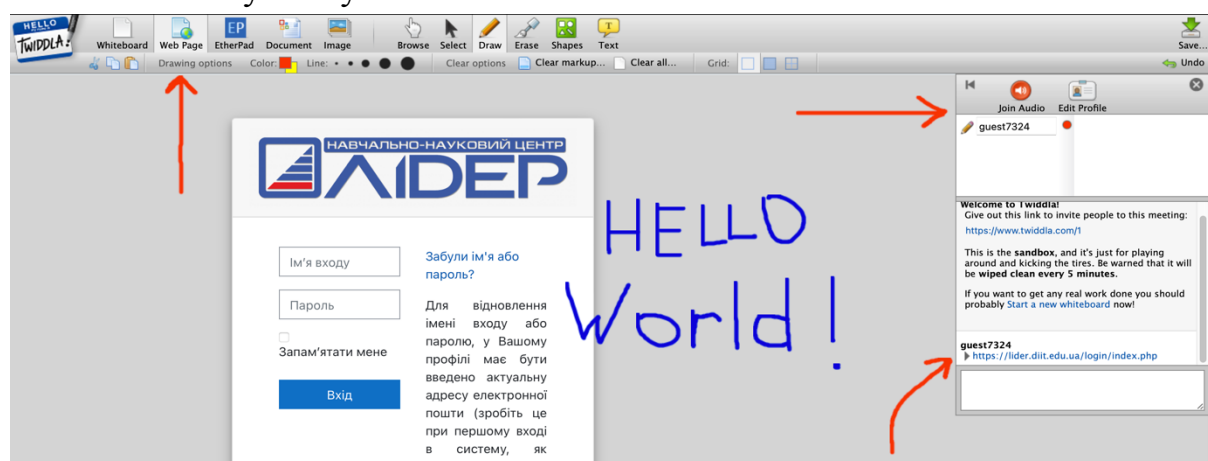 HELLO
TWIDDLA!
Whiteboard Web Page EtherPad Document Image Browse Select Draw Erase Shapes Text Save...
EP T
Drawing options Color: Line: Clear options Clear markup... Clear all... Grid: Undo
Join Audio Edit Profile
guest7324
НАВЧАЛЬНО-НАУКОВИЙ ЦЕНТР
ЛІДЕР
Ім'я входу
Пароль
Запам'ятати мене
Вхід
Забули ім'я або
пароль?
Для відновлення
імені входу або
паролю, у Вашому
профілі має бути
введено актуальну
адресу електронної
пошти (зробіть це
при першому вході
в систему, як
HELLO
World!
Welcome to Twiddla!
Give out this link to invite people to this meeting:
https://www.twiddla.com/1
This is the sandbox, and it's just for playing
around and kicking the tires. Be warned that it will
be wiped clean every 5 minutes.
If you want to get any real work done you should
probably Start a new whiteboard now!
guest7324
https://lider.diit.edu.ua/login/index.php